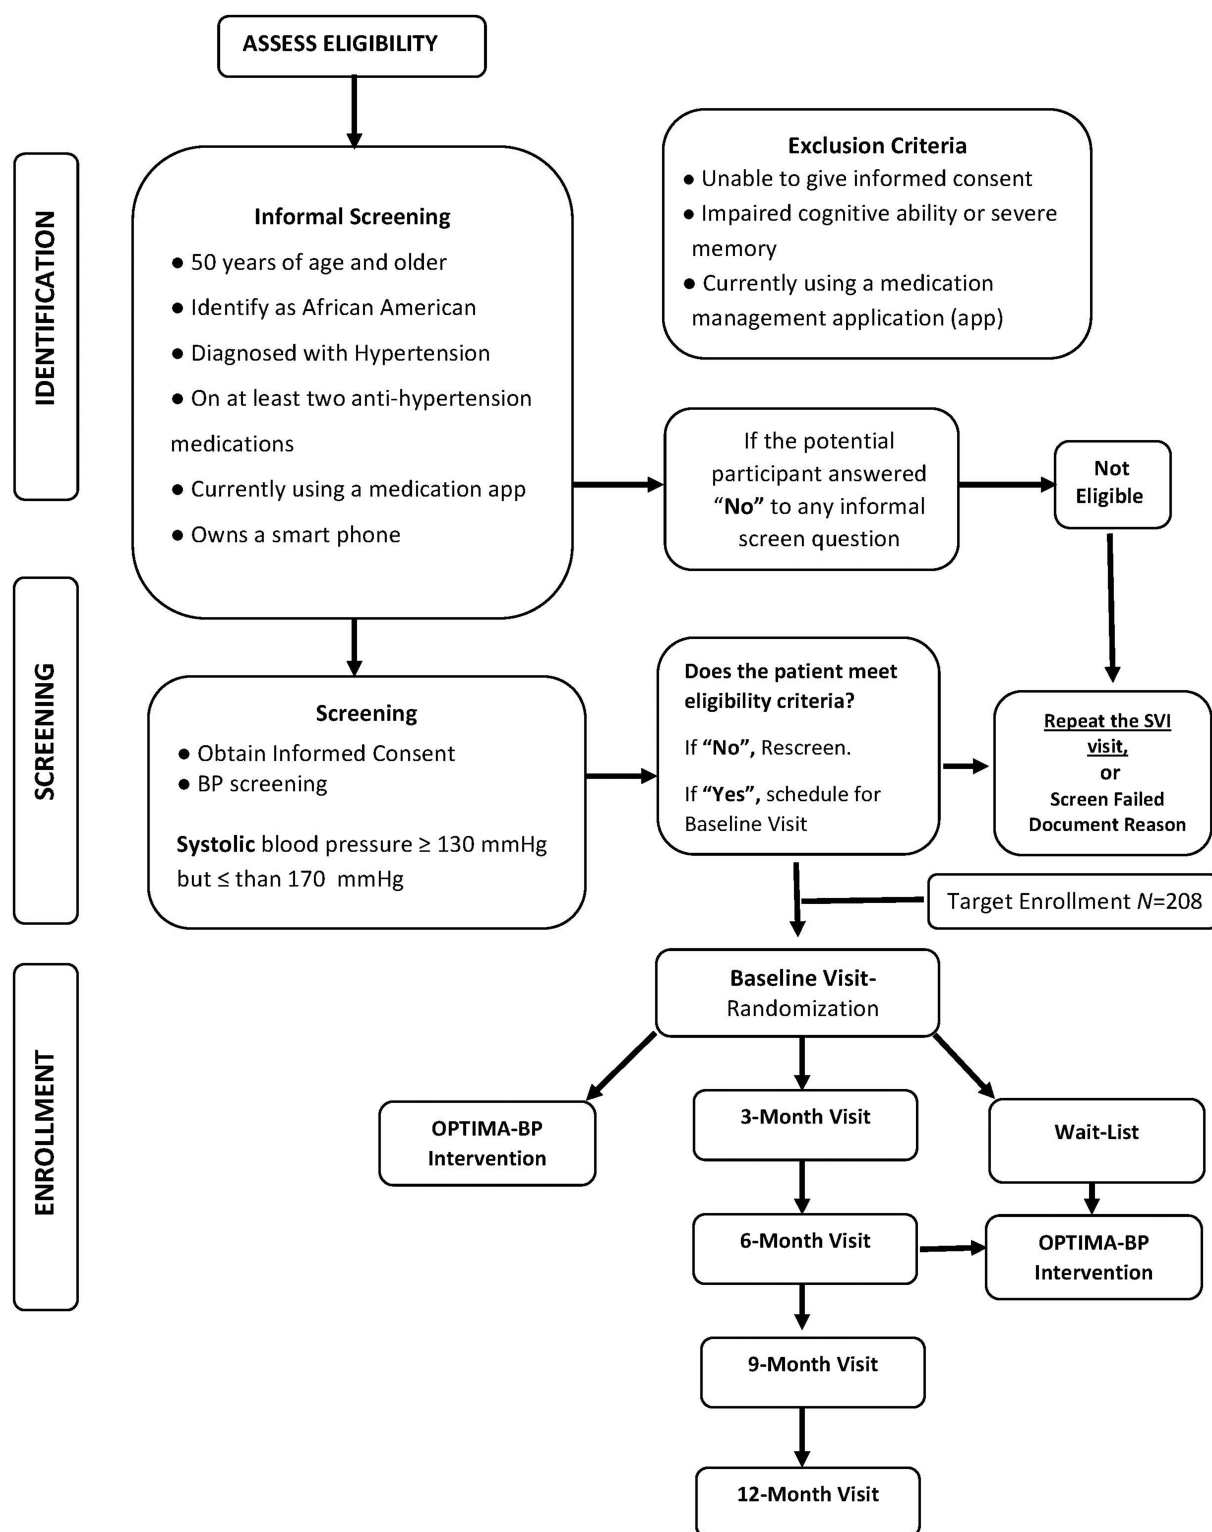 ASSESS ELIGIBILITY
IDENTIFICATION
Informal Screening
● 50 years of age and older
● Identify as African American
● Diagnosed with Hypertension
● On at least two anti-hypertension
medications
● Currently using a medication app
● Owns a smart phone
Exclusion Criteria
● Unable to give informed consent
● Impaired cognitive ability or severe
memory
● Currently using a medication
management application (app)
If the potential
participant answered
“No” to any informal
screen question
Not
Eligible
SCREENING
Screening
● Obtain Informed Consent
● BP screening
Systolic blood pressure ≥ 130 mmHg
but ≤ than 170 mmHg
Does the patient meet
eligibility criteria?
If “No”, Rescreen.
If “Yes”, schedule for
Baseline Visit
Repeat the SVI
visit,
or
Screen Failed
Document Reason
Target Enrollment N=208
ENROLLMENT
Baseline Visit-
Randomization
OPTIMA-BP
Intervention
3-Month Visit
Wait-List
6-Month Visit
OPTIMA-BP
Intervention
9-Month Visit
12-Month Visit